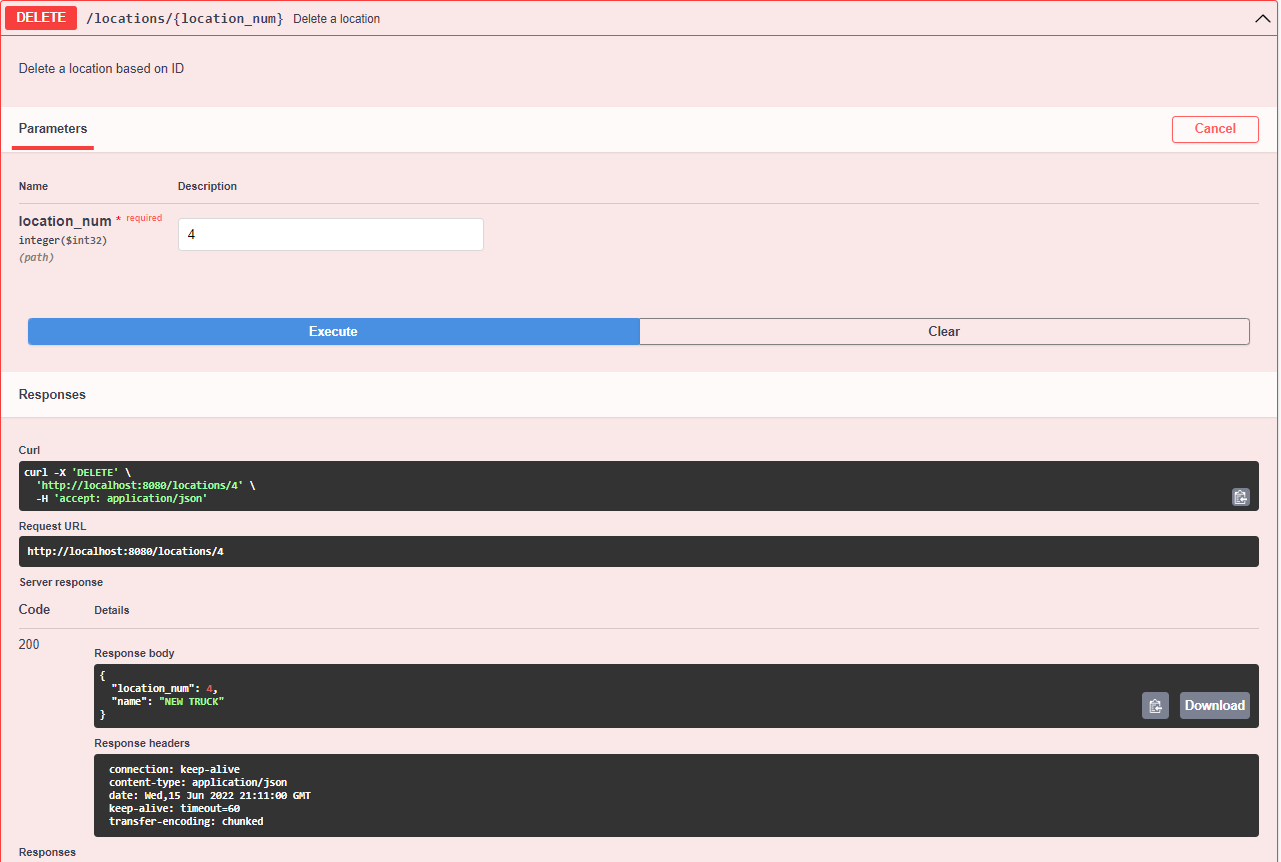 DELETE /locations/{location_num} Delete a location
Delete a location based on ID
Parameters
Cancel
Name Description
location_num * required
integer($int32)
(path)
4
Execute
Clear
Responses
Curl
curl -X 'DELETE' \
  'http://localhost:8080/locations/4' \
  -H 'accept: application/json'
Request URL
http://localhost:8080/locations/4
Server response
Code Details
200
Response body
{
  "location_num": 4,
  "name": "NEW TRUCK"
}
Download
Response headers
connection: keep-alive
content-type: application/json
date: Wed,15 Jun 2022 21:11:00 GMT
keep-alive: timeout=60
transfer-encoding: chunked
Responses